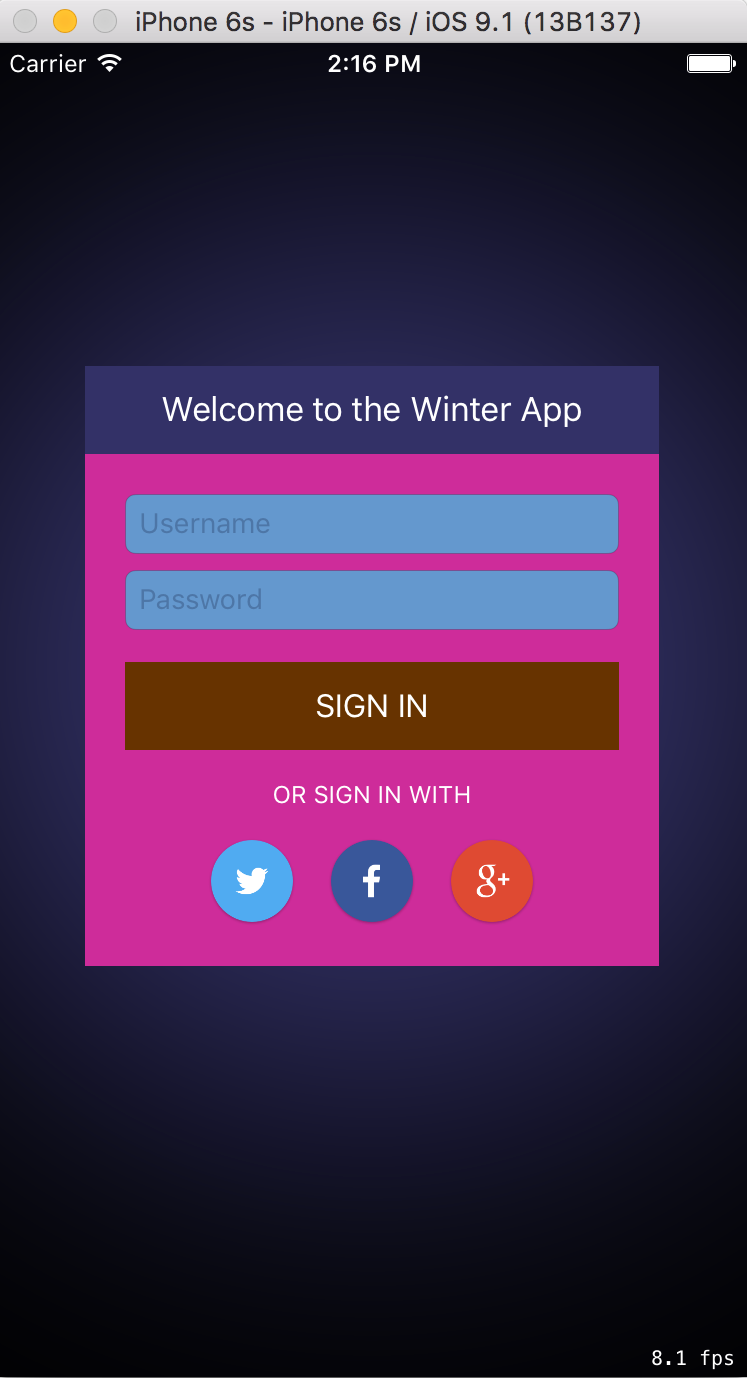 iPhone 6s - iPhone 6s / iOS 9.1 (13B137)
Carrier 2:16 PM
Welcome to the Winter App
Username
Password
SIGN IN
OR SIGN IN WITH
f g+
8.1 fps